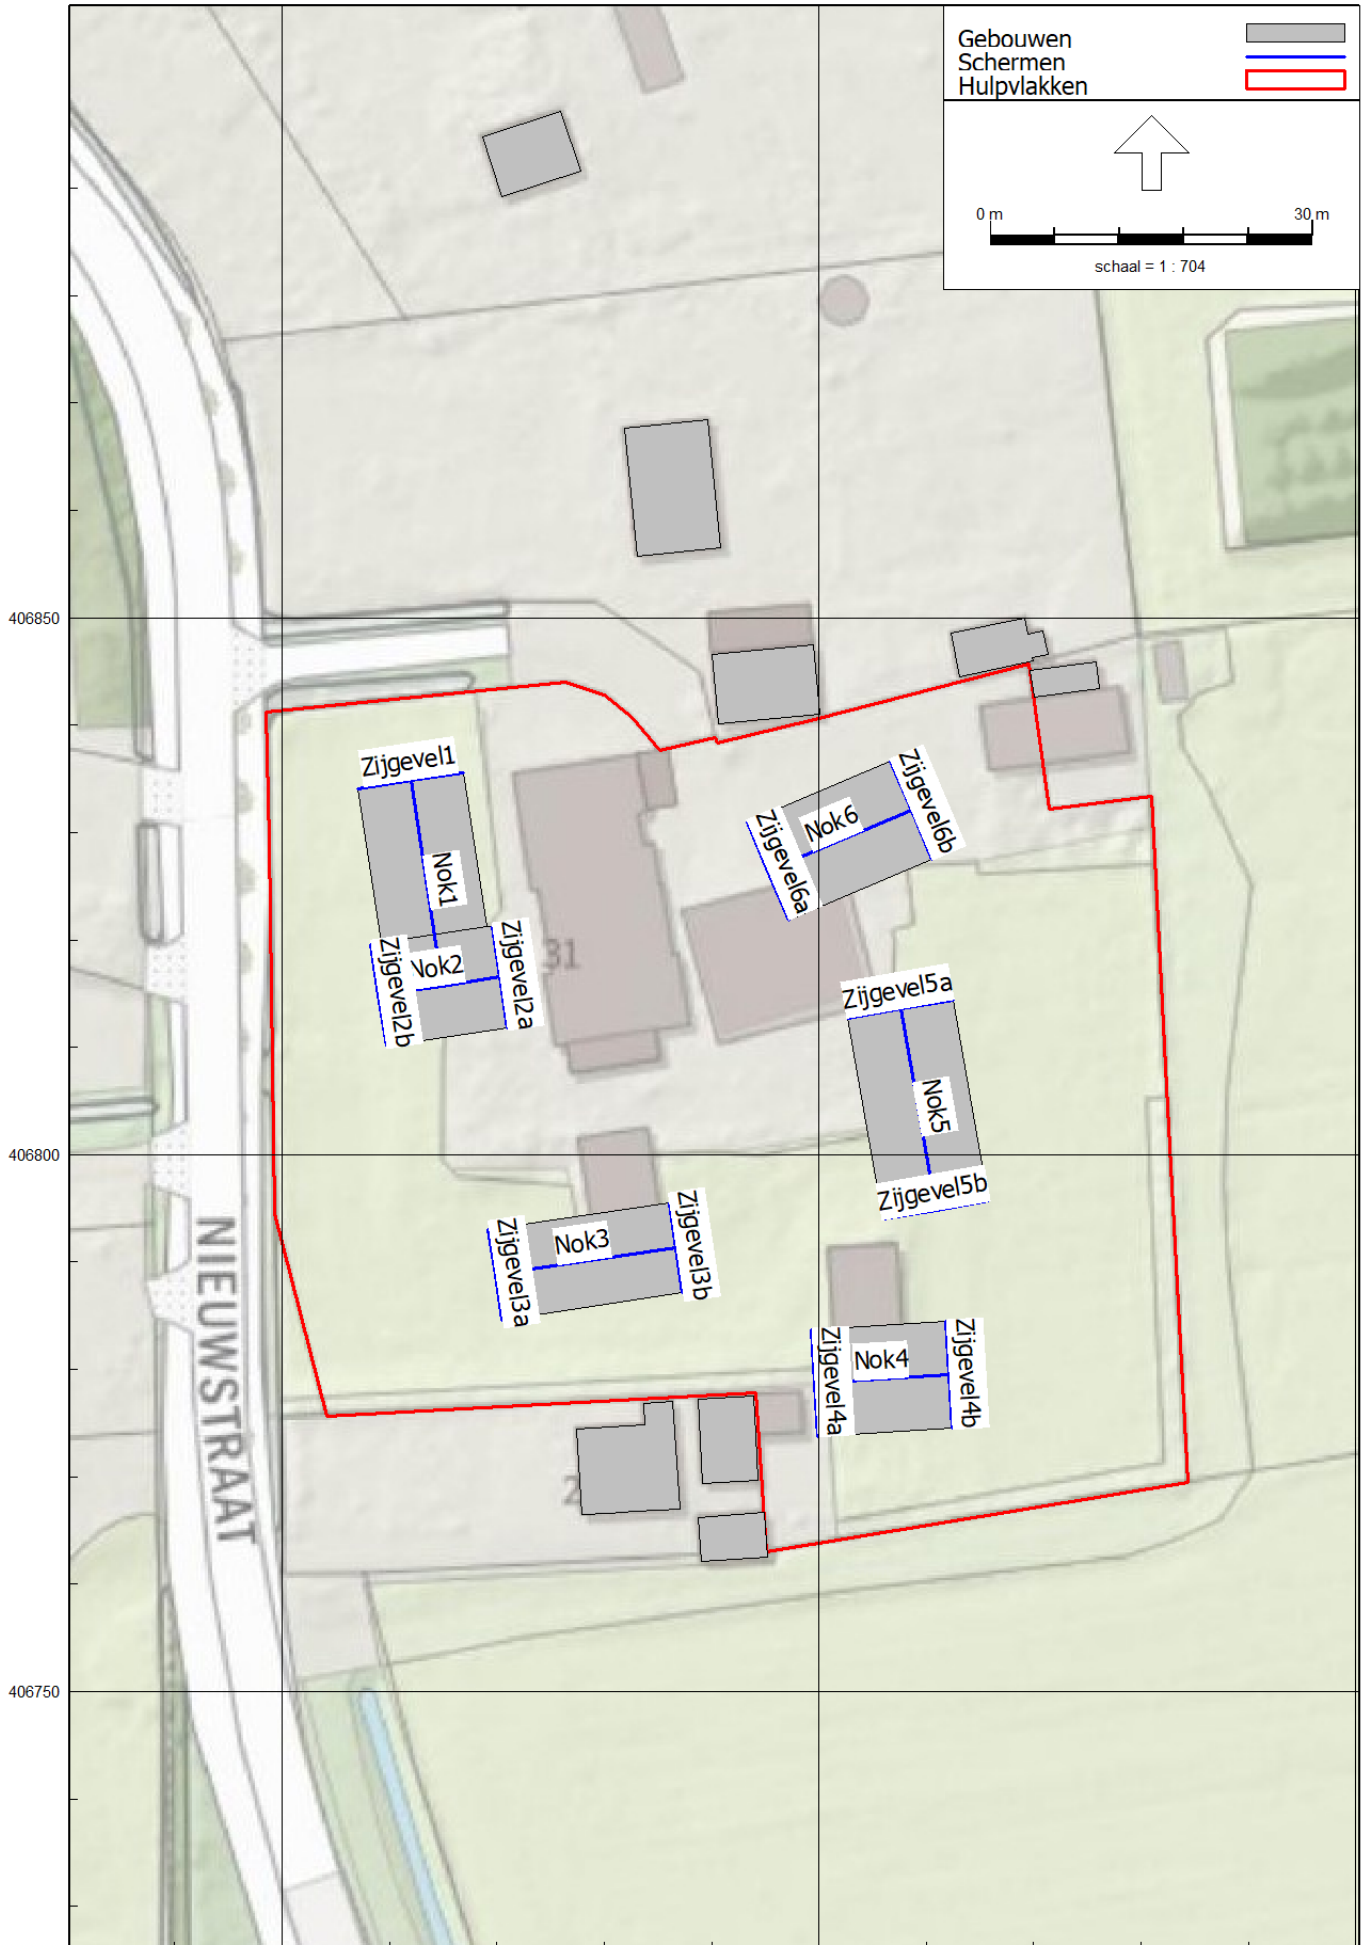 Gebouwen
Schermen
Hulpvlakken
0 m 30 m
schaal = 1 : 704
406850
Zijgevel1
Nok1
Zijgevel2b
Nok2
Zijgevel2a
31
Zijgevel6a
Nok6
Zijgevel6b
Zijgevel5a
Nok5
Zijgevel5b
406800
Zijgevel3a
Nok3
Zijgevel3b
Zijgevel4a
Nok4
Zijgevel4b
2
NIEUWSTRAAT
406750